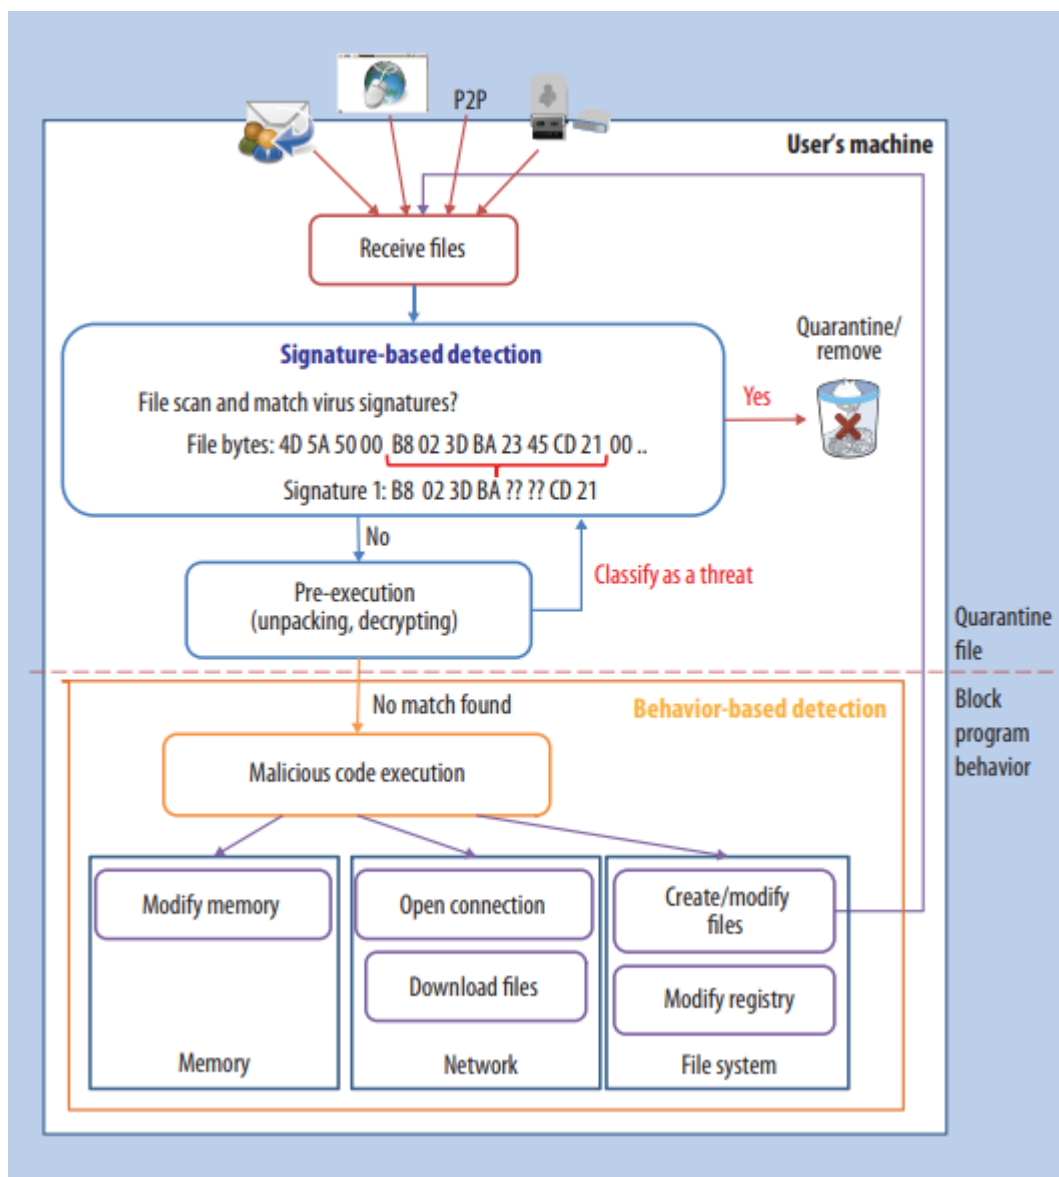 P2P
User's machine
Receive files
Signature-based detection
File scan and match virus signatures?
File bytes: 4D 5A 50 00 B8 02 3D BA 23 45 CD 21 00 ..
Signature 1: B8 02 3D BA ?? ?? CD 21
Yes
Quarantine/
remove
No
Pre-execution
(unpacking, decrypting)
Classify as a threat
Quarantine
file
Block
program
behavior
No match found
Behavior-based detection
Malicious code execution
Modify memory
Memory
Open connection
Download files
Network
Create/modify
files
Modify registry
File system